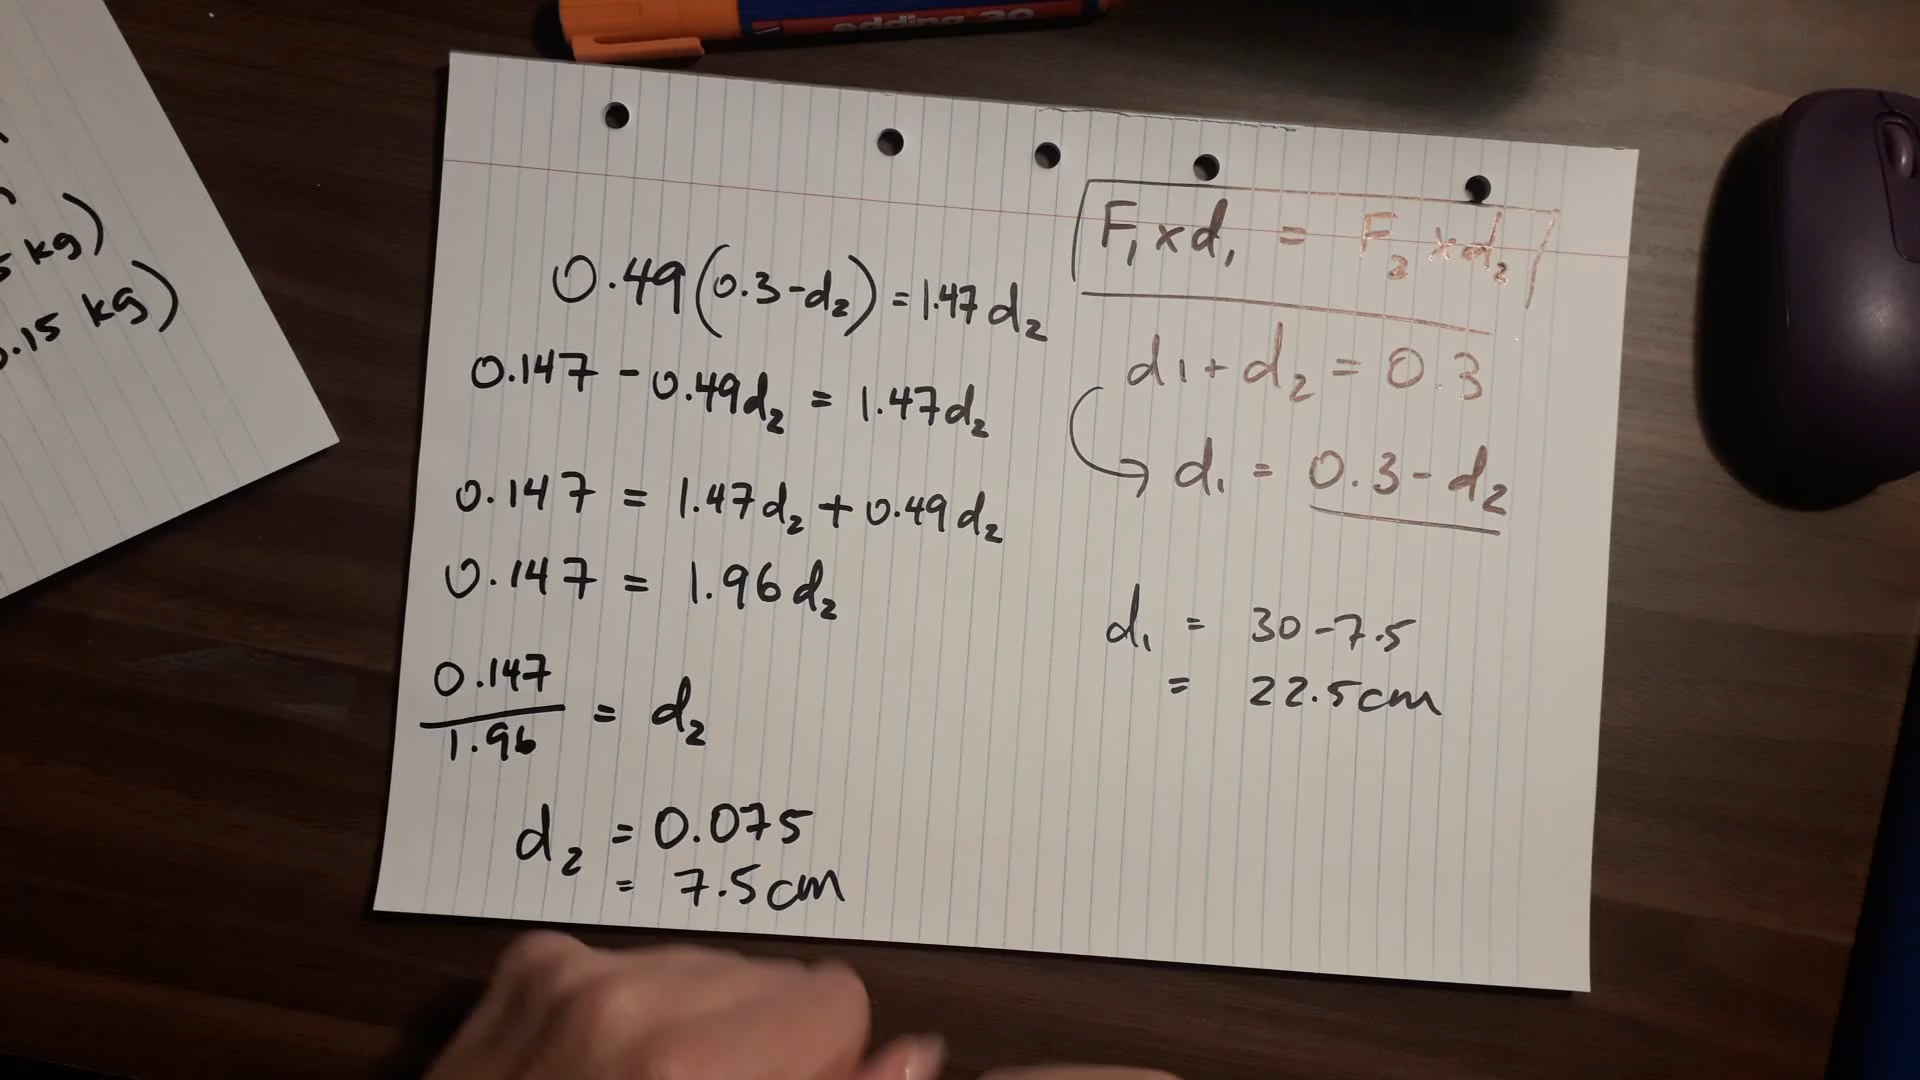 edding 30
kg)
.15 kg)
0.49(0.3-d₂) = 1.47d₂
0.147 - 0.49d₂ = 1.47d₂
0.147 = 1.47d₂ + 0.49d₂
0.147 = 1.96d₂
0.147/1.96 = d₂
d₂ = 0.075
= 7.5cm
F₁ x d₁ = F₂ x d₂
d1 + d₂ = 0.3
→ d₁ = 0.3 - d₂
d₁ = 30 - 7.5
= 22.5cm